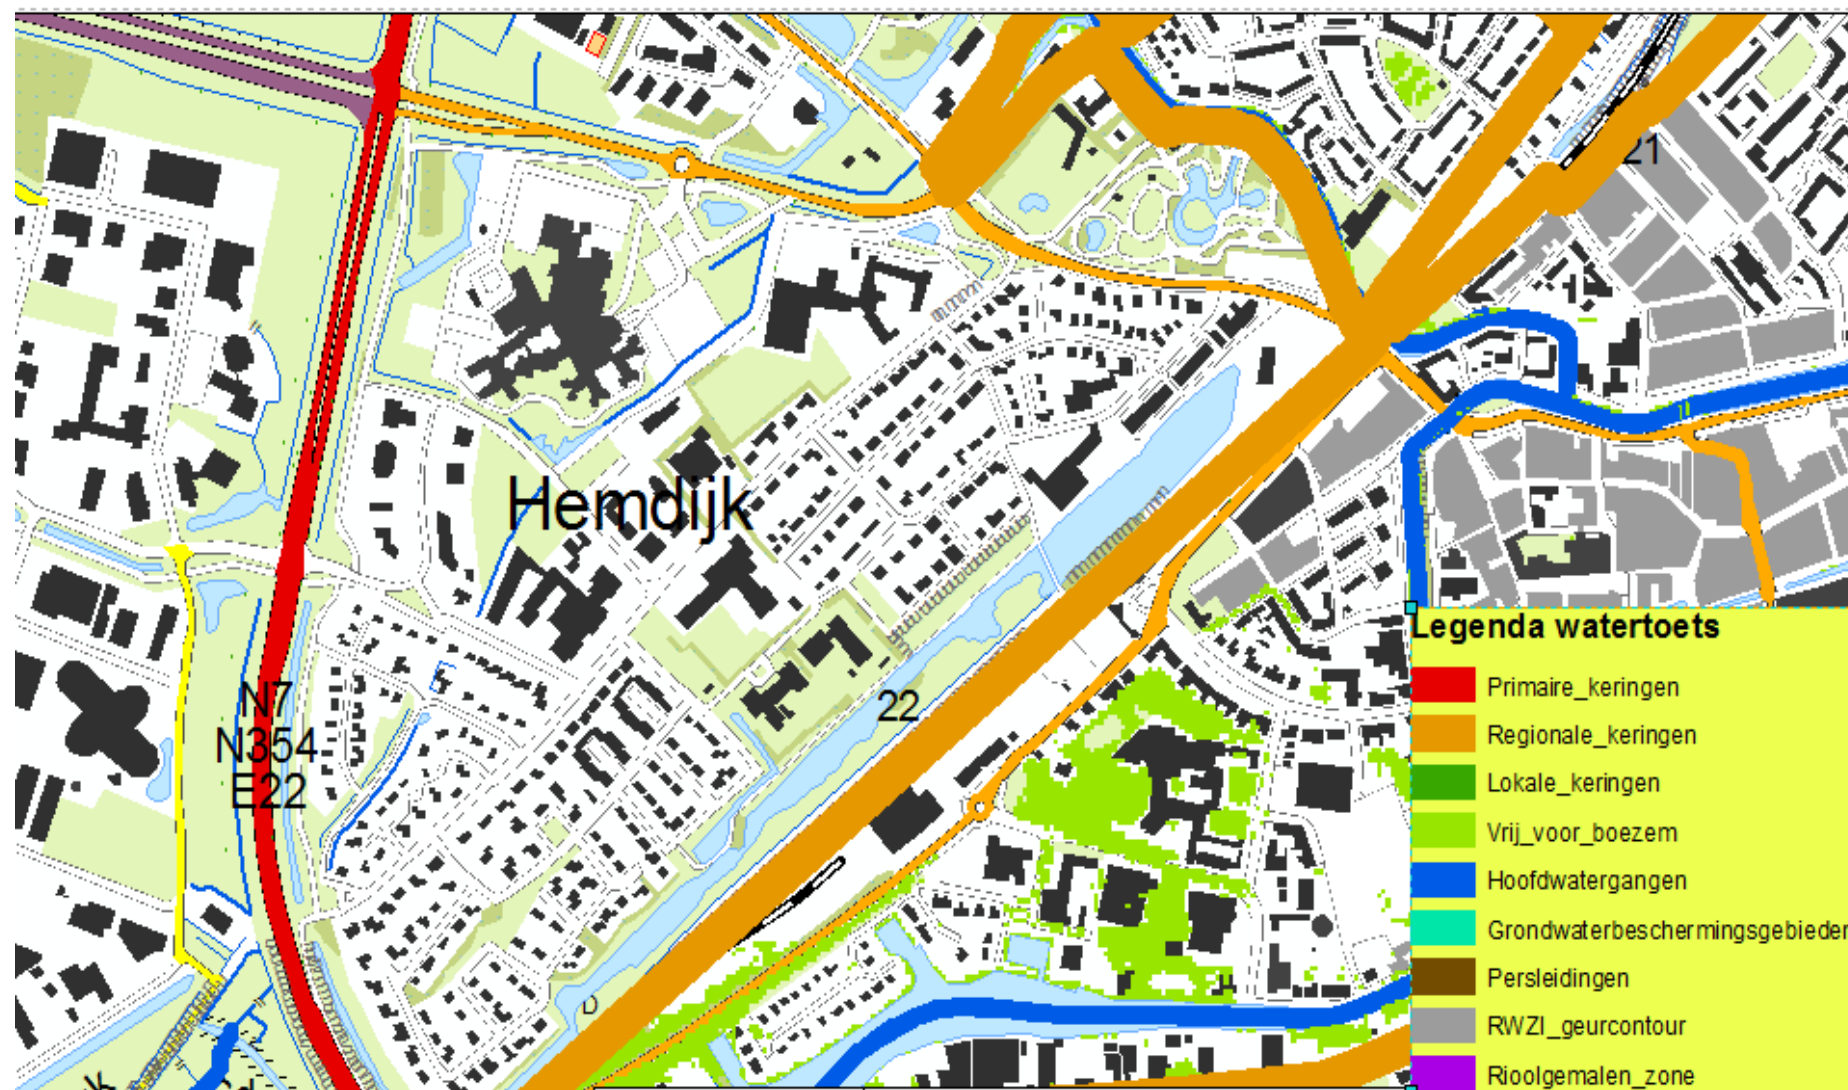 21
Hemdijk
N7
N354
E22
22
D
Legenda watertoets
Primaire_keringen
Regionale_keringen
Lokale_keringen
Vrij_voor_boezem
Hoofdwatergangen
Grondwaterbeschermingsgebieden
Persleidingen
RWZI_geurcontour
Rioolgemalen_zone